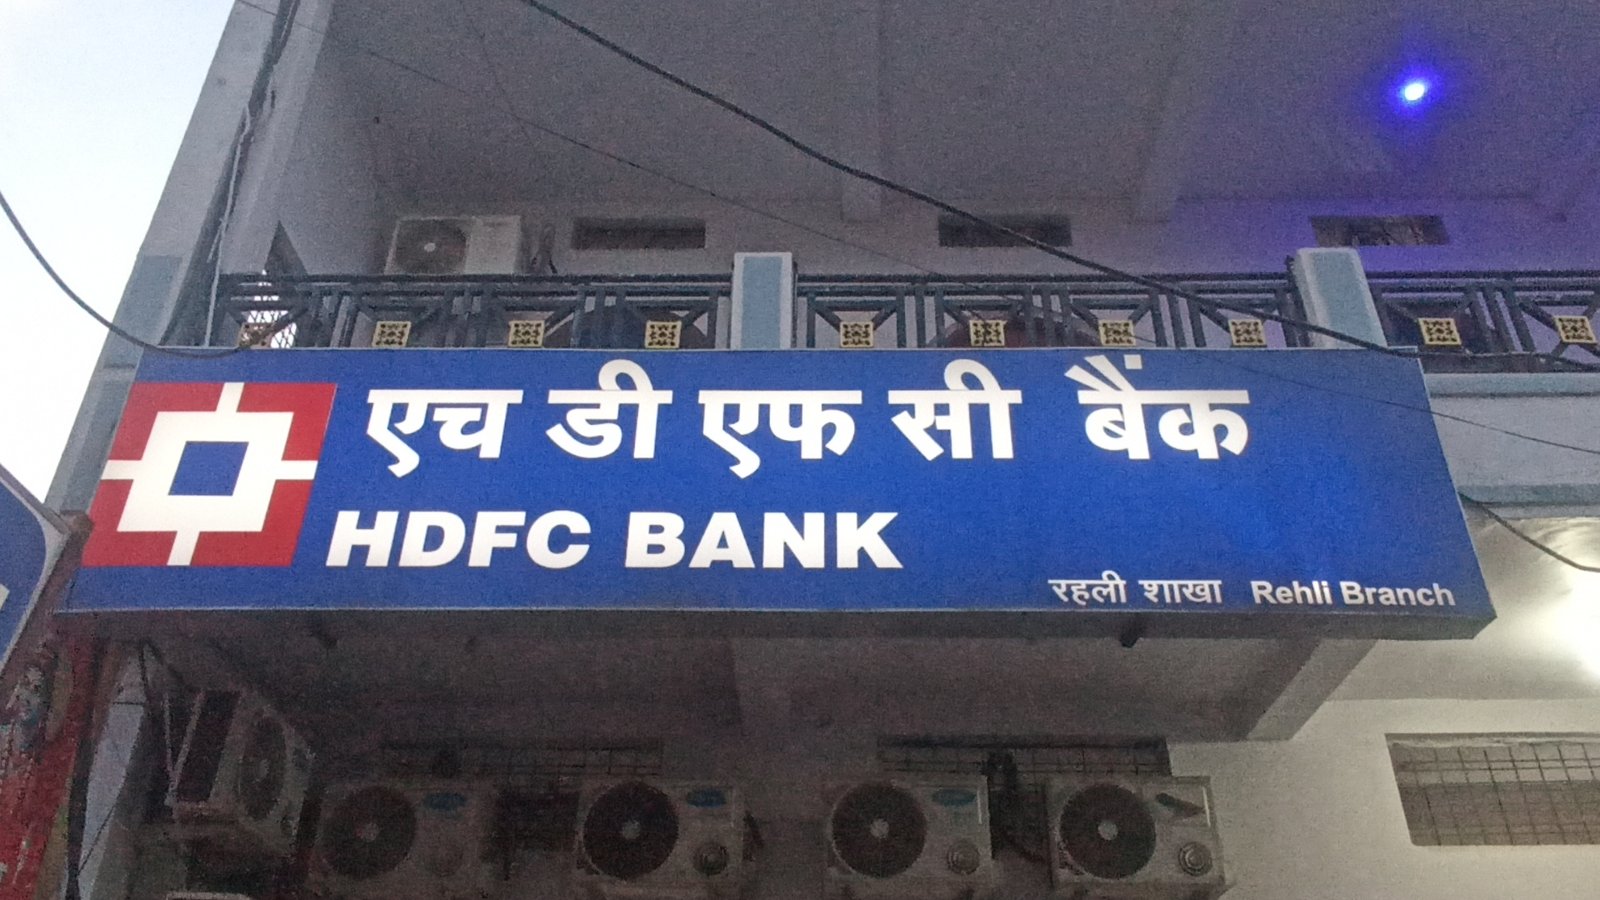 एच डी एफ सी बैंक
HDFC BANK
रहली शाखा Rehli Branch